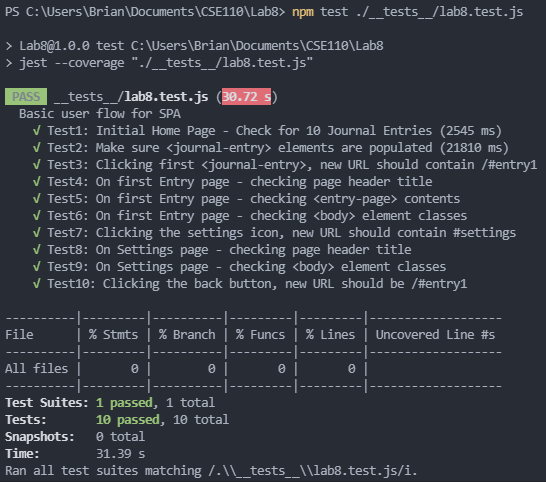 PS C:\Users\Brian\Documents\CSE110\Lab8> npm test ./__tests__/lab8.test.js
> Lab8@1.0.0 test C:\Users\Brian\Documents\CSE110\Lab8
> jest --coverage "./__tests__/lab8.test.js"
PASS __tests__/lab8.test.js (30.72 s)
Basic user flow for SPA
√ Test1: Initial Home Page - Check for 10 Journal Entries (2545 ms)
√ Test2: Make sure <journal-entry> elements are populated (21810 ms)
√ Test3: Clicking first <journal-entry>, new URL should contain /#entry1
√ Test4: On first Entry page - checking page header title
√ Test5: On first Entry page - checking <entry-page> contents
√ Test6: On first Entry page - checking <body> element classes
√ Test7: Clicking the settings icon, new URL should contain #settings
√ Test8: On Settings page - checking page header title
√ Test9: On Settings page - checking <body> element classes
√ Test10: Clicking the back button, new URL should be /#entry1
----------|---------|----------|---------|---------|-------------------
File      | % Stmts | % Branch | % Funcs | % Lines | Uncovered Line #s
----------|---------|----------|---------|---------|-------------------
All files |       0 |        0 |       0 |       0 |
----------|---------|----------|---------|---------|-------------------
Test Suites: 1 passed, 1 total
Tests:       10 passed, 10 total
Snapshots:   0 total
Time:        31.39 s
Ran all test suites matching /.\\__tests__\\lab8.test.js/i.